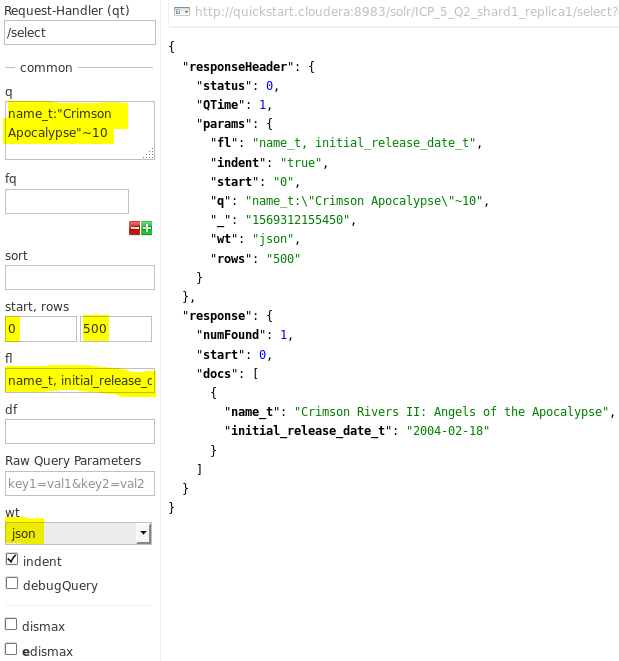 Request-Handler (qt)
/select
common
q
name_t:"Crimson
Apocalypse"~10
fq
sort
start, rows
0 500
fl
name_t, initial_release_d
df
Raw Query Parameters
key1=val1&key2=val2
wt
json
indent
debugQuery
dismax
edismax
http://quickstart.cloudera:8983/solr/ICP_5_Q2_shard1_replica1/select?
{
  "responseHeader": {
    "status": 0,
    "QTime": 1,
    "params": {
      "fl": "name_t, initial_release_date_t",
      "indent": "true",
      "start": "0",
      "q": "name_t:\"Crimson Apocalypse\"~10",
      "_": "1569312155450",
      "wt": "json",
      "rows": "500"
    }
  },
  "response": {
    "numFound": 1,
    "start": 0,
    "docs": [
      {
        "name_t": "Crimson Rivers II: Angels of the Apocalypse",
        "initial_release_date_t": "2004-02-18"
      }
    ]
  }
}